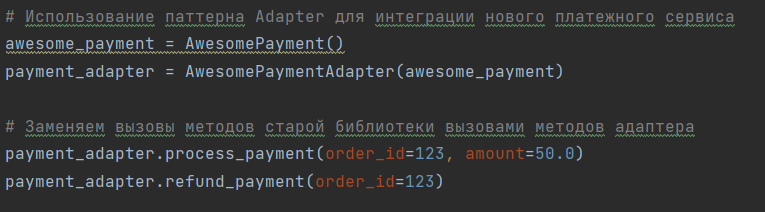 # Использование паттерна Adapter для интеграции нового платежного сервиса
awesome_payment = AwesomePayment()
payment_adapter = AwesomePaymentAdapter(awesome_payment)
# Заменяем вызовы методов старой библиотеки вызовами методов адаптера
payment_adapter.process_payment(order_id=123, amount=50.0)
payment_adapter.refund_payment(order_id=123)